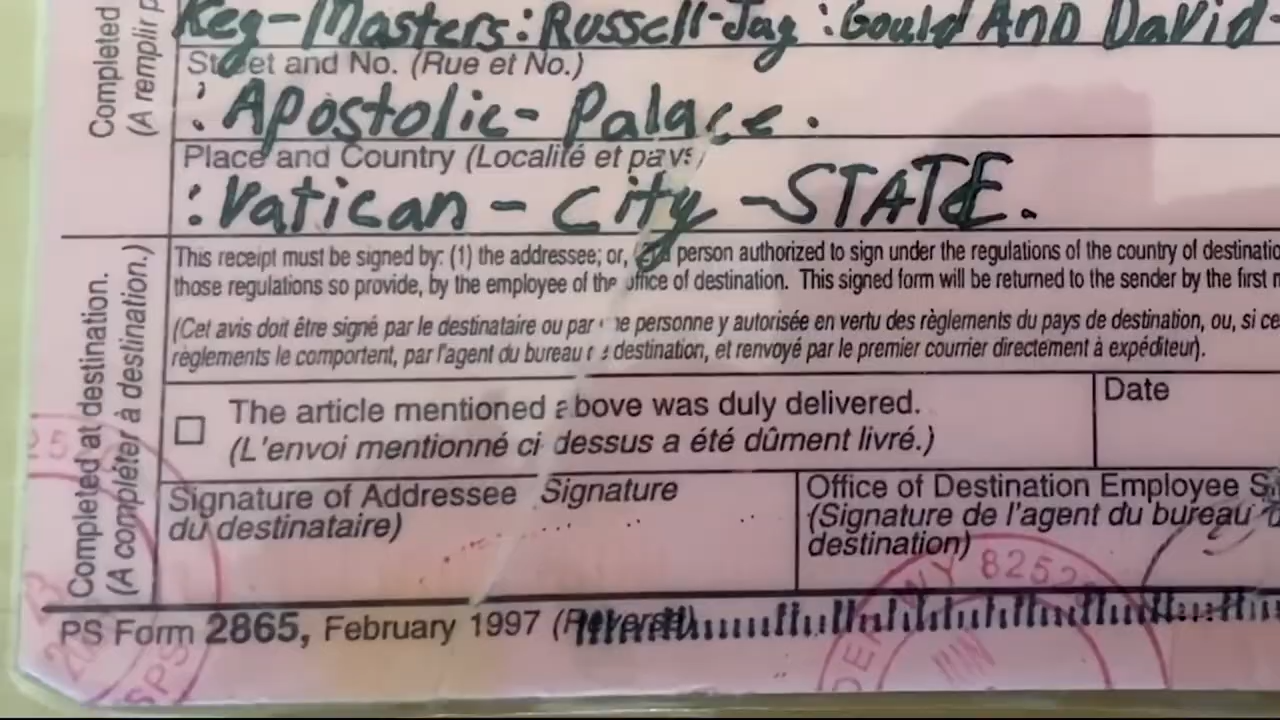 Key-Masters:Russell-Jay :Gould AND David-
Street and No. (Rue et No.)
:Apostolic-Palace.
Place and Country (Localité et pays)
:Vatican-City-STATE.
Completed
(A remplir p
This receipt must be signed by: (1) the addressee; or, person authorized to sign under the regulations of the country of destinatio
those regulations so provide, by the employee of the office of destination. This signed form will be returned to the sender by the first m
(Cet avis doit être signé par le destinataire ou par une personne y autorisée en vertu des règlements du pays de destination, ou, si ce
règlements le comportent, par l'agent du bureau de destination, et renvoyé par le premier courrier directement à expéditeur).
Completed at destination.
(A compléter à destination.)
The article mentioned above was duly delivered.
(L'envoi mentionné ci dessus a été dûment livré.)
Date
Signature of Addressee Signature
du destinataire)
Office of Destination Employee Si
(Signature de l'agent du bureau
destination)
WY 8252
PS Form 2865, February 1997 (Reverse)
USPS